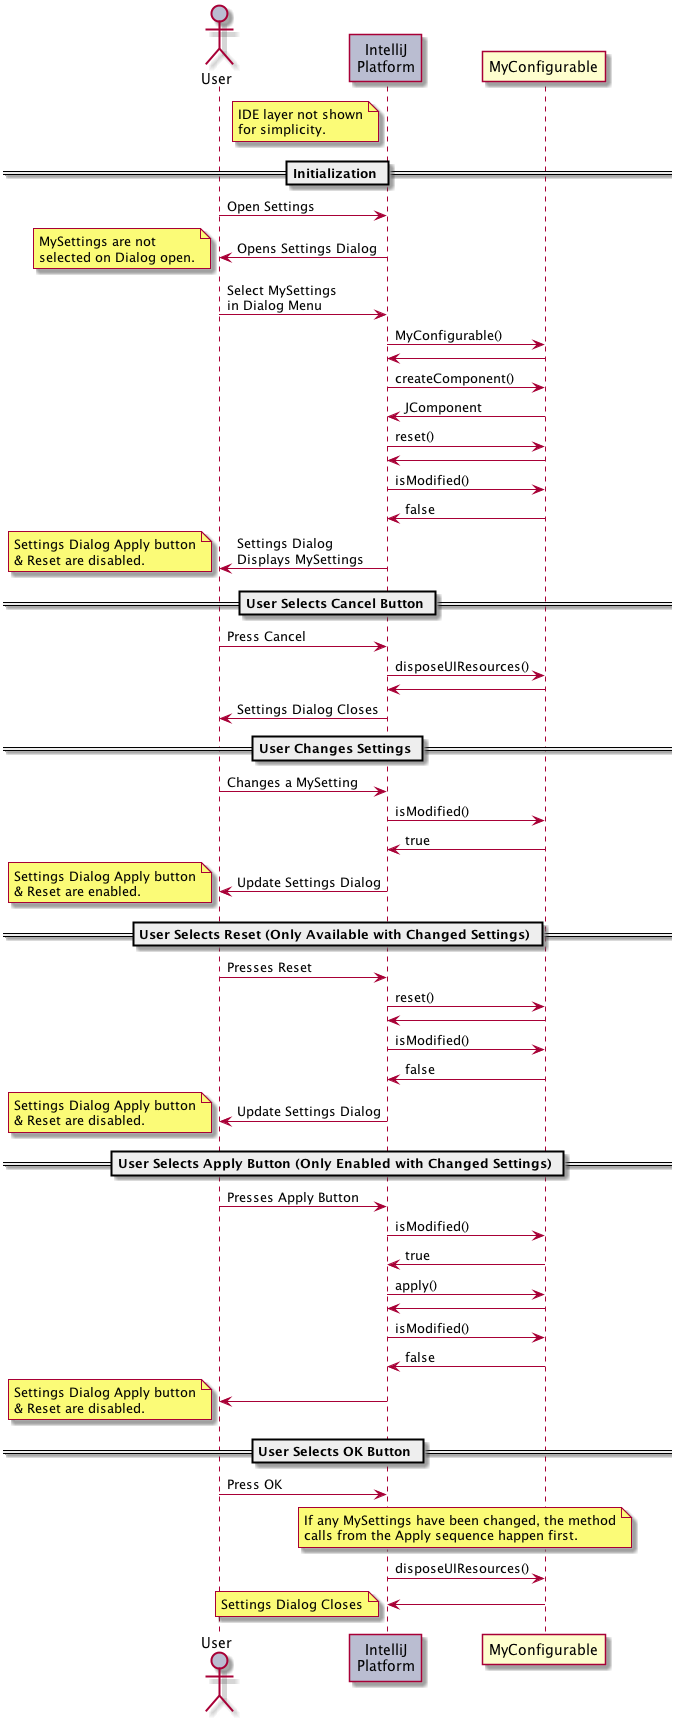 User
IntelliJ
Platform
MyConfigurable
IDE layer not shown
for simplicity.
Initialization
Open Settings
MySettings are not
selected on Dialog open.
Opens Settings Dialog
Select MySettings
in Dialog Menu
MyConfigurable()
createComponent()
JComponent
reset()
isModified()
false
Settings Dialog Apply button
& Reset are disabled.
Settings Dialog
Displays MySettings
User Selects Cancel Button
Press Cancel
disposeUIResources()
Settings Dialog Closes
User Changes Settings
Changes a MySetting
isModified()
true
Settings Dialog Apply button
& Reset are enabled.
Update Settings Dialog
User Selects Reset (Only Available with Changed Settings)
Presses Reset
reset()
isModified()
false
Settings Dialog Apply button
& Reset are disabled.
Update Settings Dialog
User Selects Apply Button (Only Enabled with Changed Settings)
Presses Apply Button
isModified()
true
apply()
isModified()
false
Settings Dialog Apply button
& Reset are disabled.
User Selects OK Button
Press OK
If any MySettings have been changed, the method
calls from the Apply sequence happen first.
disposeUIResources()
Settings Dialog Closes
User
IntelliJ
Platform
MyConfigurable